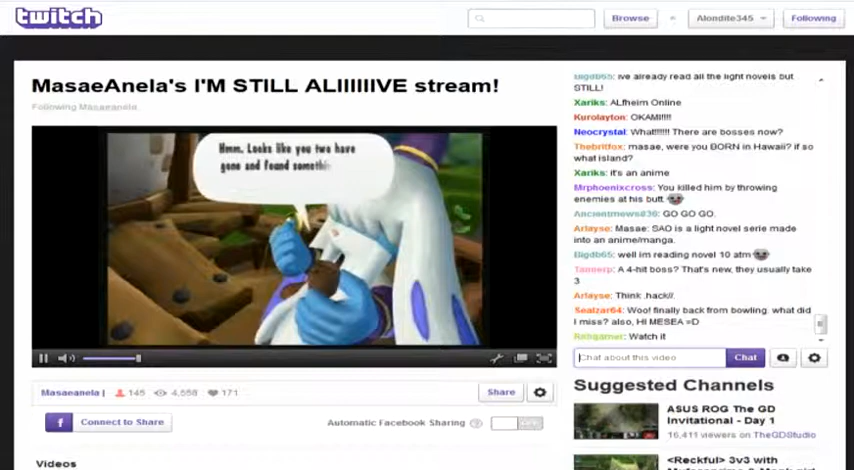 twitch
Browse
Alondite345
Following
MasaeAnela's I'M STILL ALIIIIIIVE stream!
Following Masaeanela
Hmm. Looks like you two have
gone and found somethi
Masaeanela |
145
4,558
171
Share
f Connect to Share
Automatic Facebook Sharing
Videos
Bigdb65: ive already read all the light novels but
STILL!
Xariks: ALfheim Online
Kurolayton: OKAMI!!!!
Neocrystal: What!!!!!! There are bosses now?
Thebritfox: masae, were you BORN in Hawaii? if so
what island?
Xariks: it's an anime
Mrphoenixcross: You killed him by throwing
enemies at his butt.
Ancientmews836: GO GO GO.
Arlayse: Masae: SAO is a light novel serie made
into an anime/manga.
Bigdb65: well im reading novel 10 atm
Tannerp: A 4-hit boss? That's new, they usually take
3
Arlayse: Think .hack//.
Sealzar64: Woo! finally back from bowling. what did
I miss? also, HI MESEA =D
Rebgamer: Watch it
Chat about this video
Chat
Suggested Channels
ASUS ROG The GD
Invitational - Day 1
16,411 viewers on TheGDStudio
<Reckful> 3v3 with